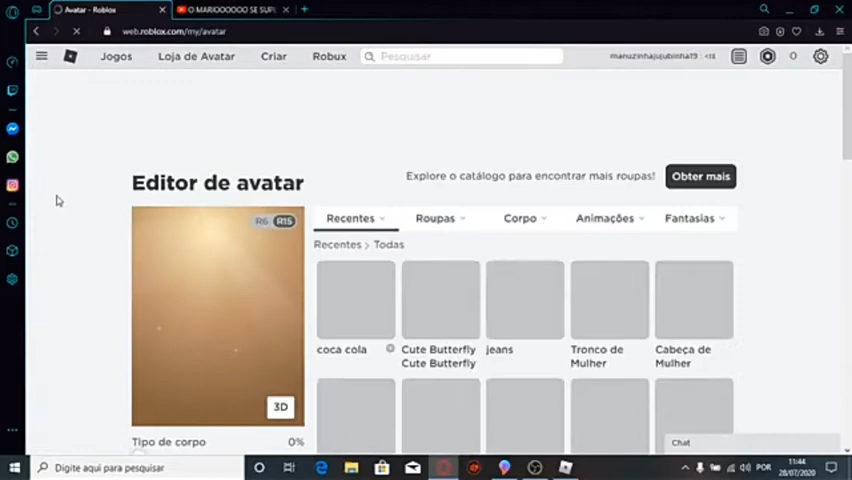 Avatar - Roblox
O MARIOOOOOO SE SUP
web.roblox.com/my/avatar
Jogos
Loja de Avatar
Criar
Robux
Pesquisar
manuzinhajujubinha19 : <13
0
Editor de avatar
Explore o catálogo para encontrar mais roupas!
Obter mais
R6 R15
Recentes
Roupas
Corpo
Animações
Fantasias
Recentes > Todas
coca cola
Cute Butterfly
Cute Butterfly
jeans
Tronco de
Mulher
Cabeça de
Mulher
3D
Tipo de corpo
0%
Chat
Digite aqui para pesquisar
POR
11:44
28/07/2020